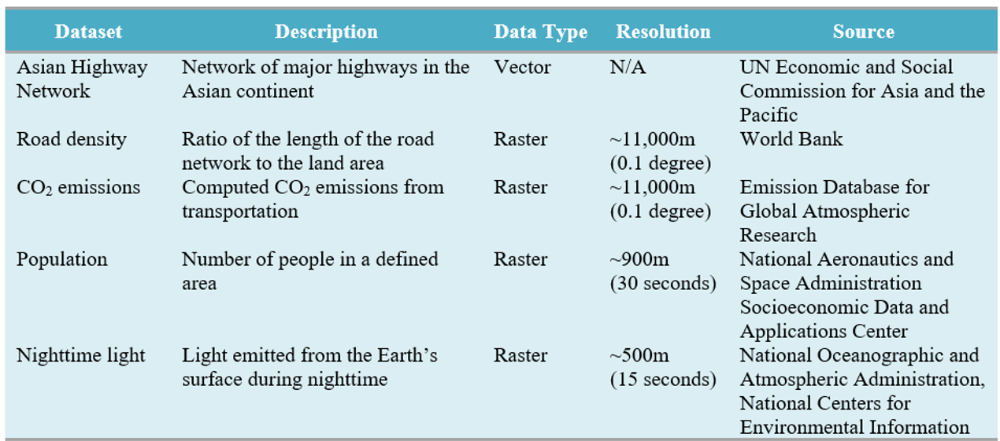 Dataset Description Data Type Resolution Source
Asian Highway Network of major highways in the Vector N/A UN Economic and Social
Network Asian continent Commission for Asia and the
Pacific
Road density Ratio of the length of the road Raster ~11,000m World Bank
network to the land area (0.1 degree)
CO₂ emissions Computed CO₂ emissions from Raster ~11,000m Emission Database for
transportation (0.1 degree) Global Atmospheric
Research
Population Number of people in a defined Raster ~900m National Aeronautics and
area (30 seconds) Space Administration
Socioeconomic Data and
Applications Center
Nighttime light Light emitted from the Earth’s Raster ~500m National Oceanographic and
surface during nighttime (15 seconds) Atmospheric Administration,
National Centers for
Environmental Information